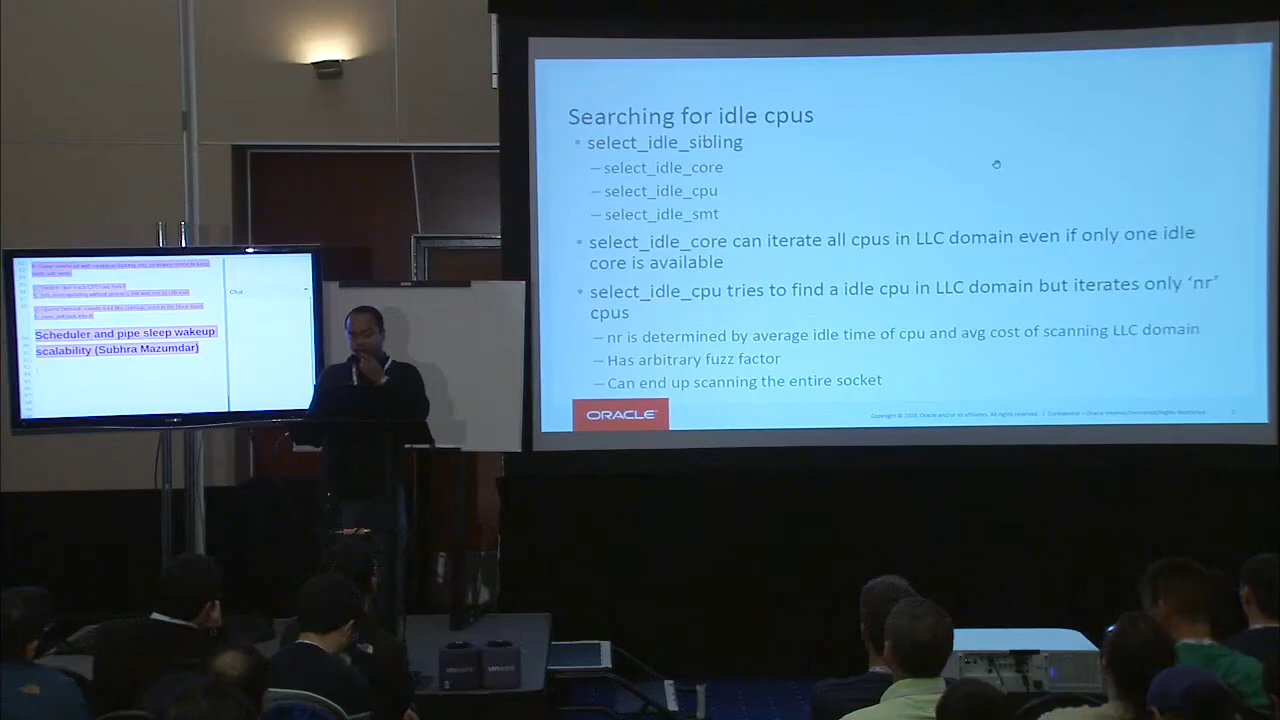 Searching for idle cpus
• select_idle_sibling
– select_idle_core
– select_idle_cpu
– select_idle_smt
• select_idle_core can iterate all cpus in LLC domain even if only one idle
core is available
• select_idle_cpu tries to find a idle cpu in LLC domain but iterates only ‘nr’
cpus
– nr is determined by average idle time of cpu and avg cost of scanning LLC domain
– Has arbitrary fuzz factor
– Can end up scanning the entire socket
ORACLE
Chat
Scheduler and pipe sleep wakeup
scalability (Subhra Mazumdar)
vmware
vmware